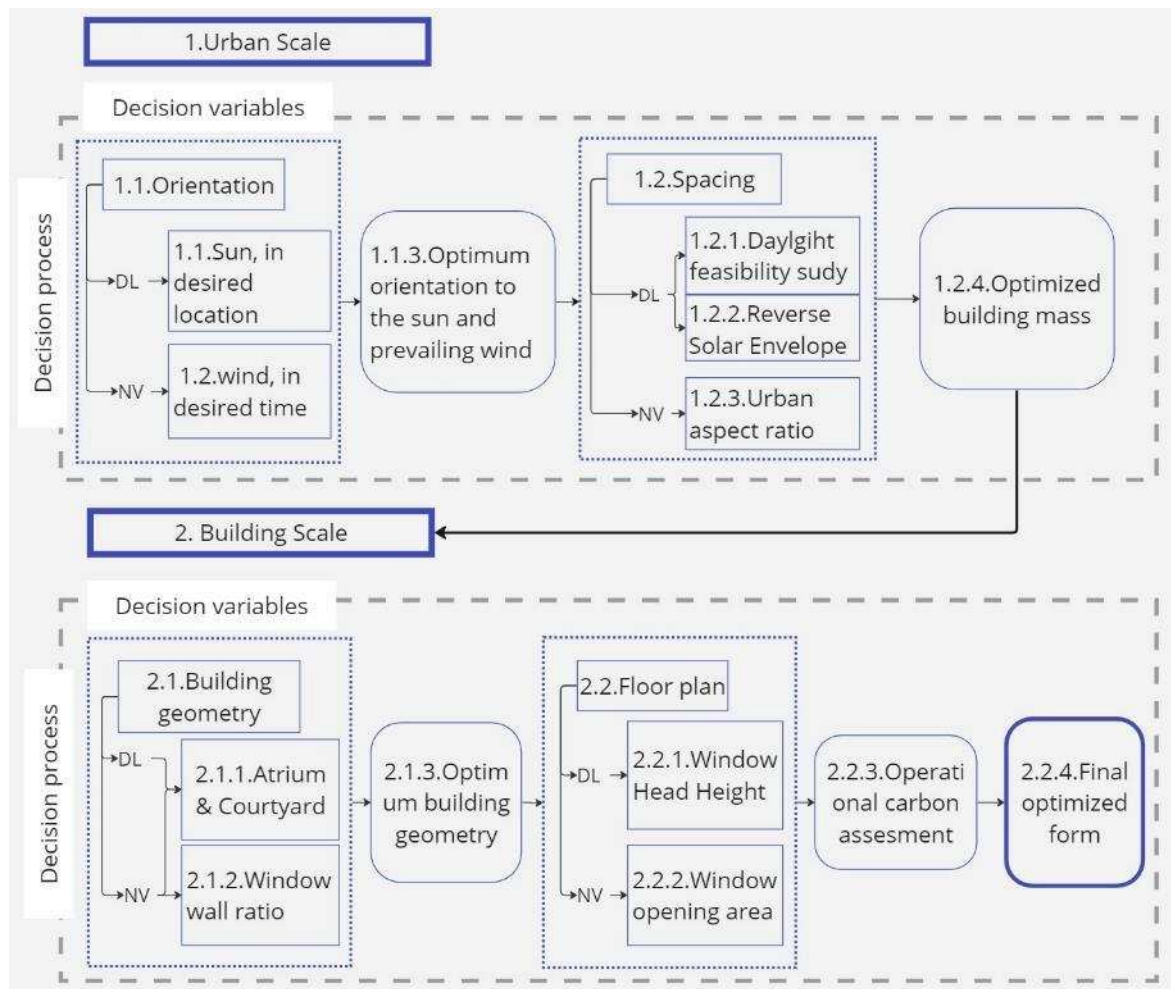 1.Urban Scale
Decision variables
Decision process
1.1.Orientation
DL
1.1.Sun, in
desired
location
NV
1.2.wind, in
desired time
1.1.3.Optimum
orientation to
the sun and
prevailing wind
1.2.Spacing
DL
1.2.1.Daylgiht
feasibility sudy
1.2.2.Reverse
Solar Envelope
NV
1.2.3.Urban
aspect ratio
1.2.4.Optimized
building mass
2. Building Scale
Decision variables
Decision process
2.1.Building
geometry
DL
2.1.1.Atrium
& Courtyard
NV
2.1.2.Window
wall ratio
2.1.3.Optim
um building
geometry
2.2.Floor plan
DL
2.2.1.Window
Head Height
NV
2.2.2.Window
opening area
2.2.3.Operati
onal carbon
assesment
2.2.4.Final
optimized
form